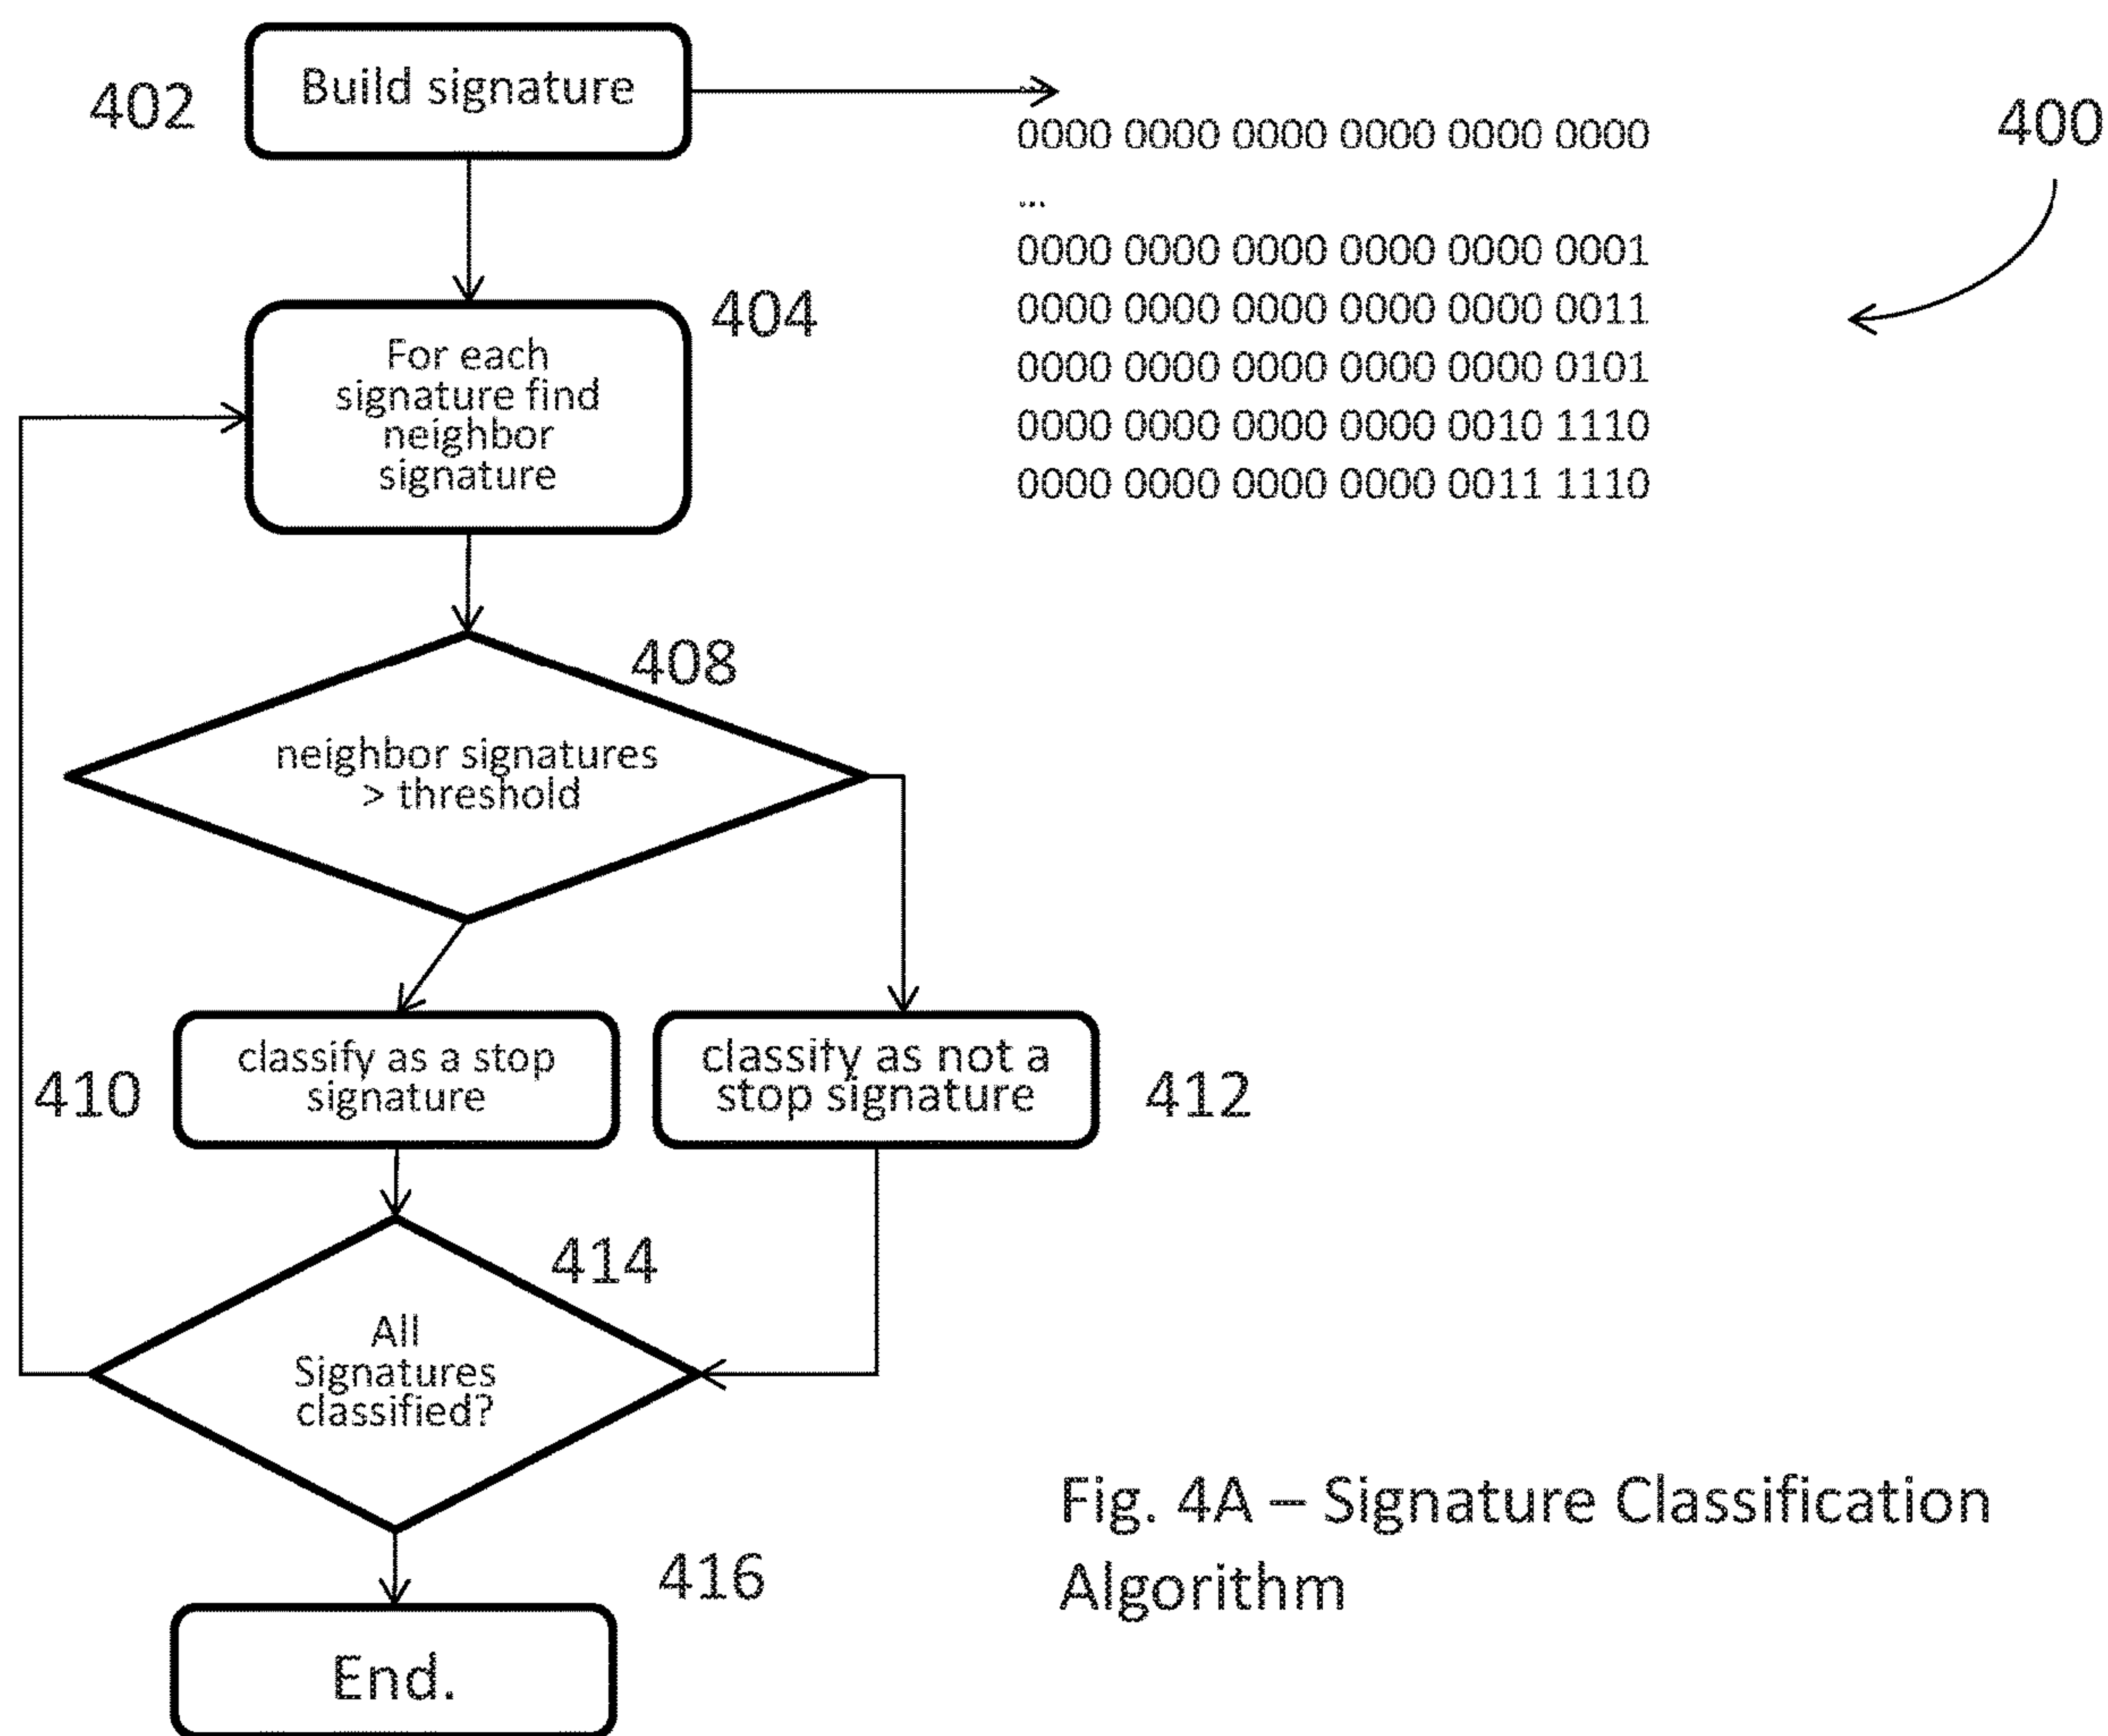 402
Build signature
...
0000 0000 0000 0000 0000 0000
...
0000 0000 0000 0000 0000 0001
0000 0000 0000 0000 0000 0011
0000 0000 0000 0000 0000 0101
0000 0000 0000 0000 0010 1110
0000 0000 0000 0000 0011 1110
400
404
For each
signature find
neighbor
signature
408
neighbor signatures
> threshold
410
classify as a stop
signature
classify as not a
stop signature
412
414
All
Signatures
classified?
416
End.
Fig. 4A – Signature Classification
Algorithm